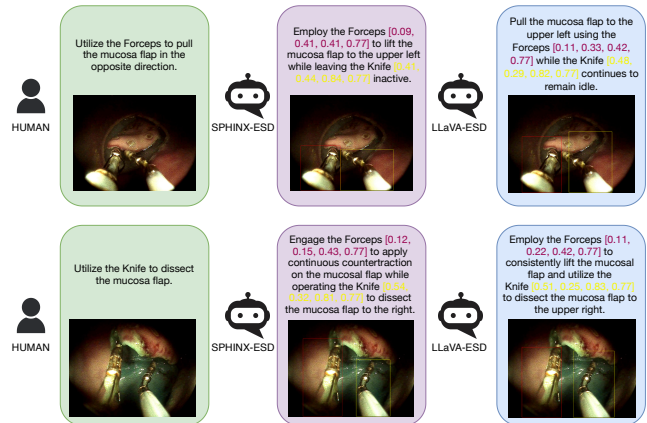 Utilize the Forceps to pull
the mucosa flap in the
opposite direction.
HUMAN
Employ the Forceps [0.09,
0.41, 0.41, 0.77] to lift the
mucosa flap to the upper left
while leaving the Knife
inactive.
SPHINX-ESD
Pull the mucosa flap to the
upper left using the
Forceps [0.11, 0.33, 0.42,
0.77] while the Knife
continues to
remain idle.
LLaVA-ESD
Utilize the Knife to dissect
the mucosa flap.
HUMAN
Engage the Forceps [0.12,
0.15, 0.43, 0.77] to apply
continuous countertraction
on the mucosal flap while
operating the Knife
to dissect
the mucosa flap to the right.
SPHINX-ESD
Employ the Forceps [0.11,
0.22, 0.42, 0.77] to
consistently lift the mucosal
flap and utilize the
Knife
to dissect the mucosa flap to
the upper right.
LLaVA-ESD